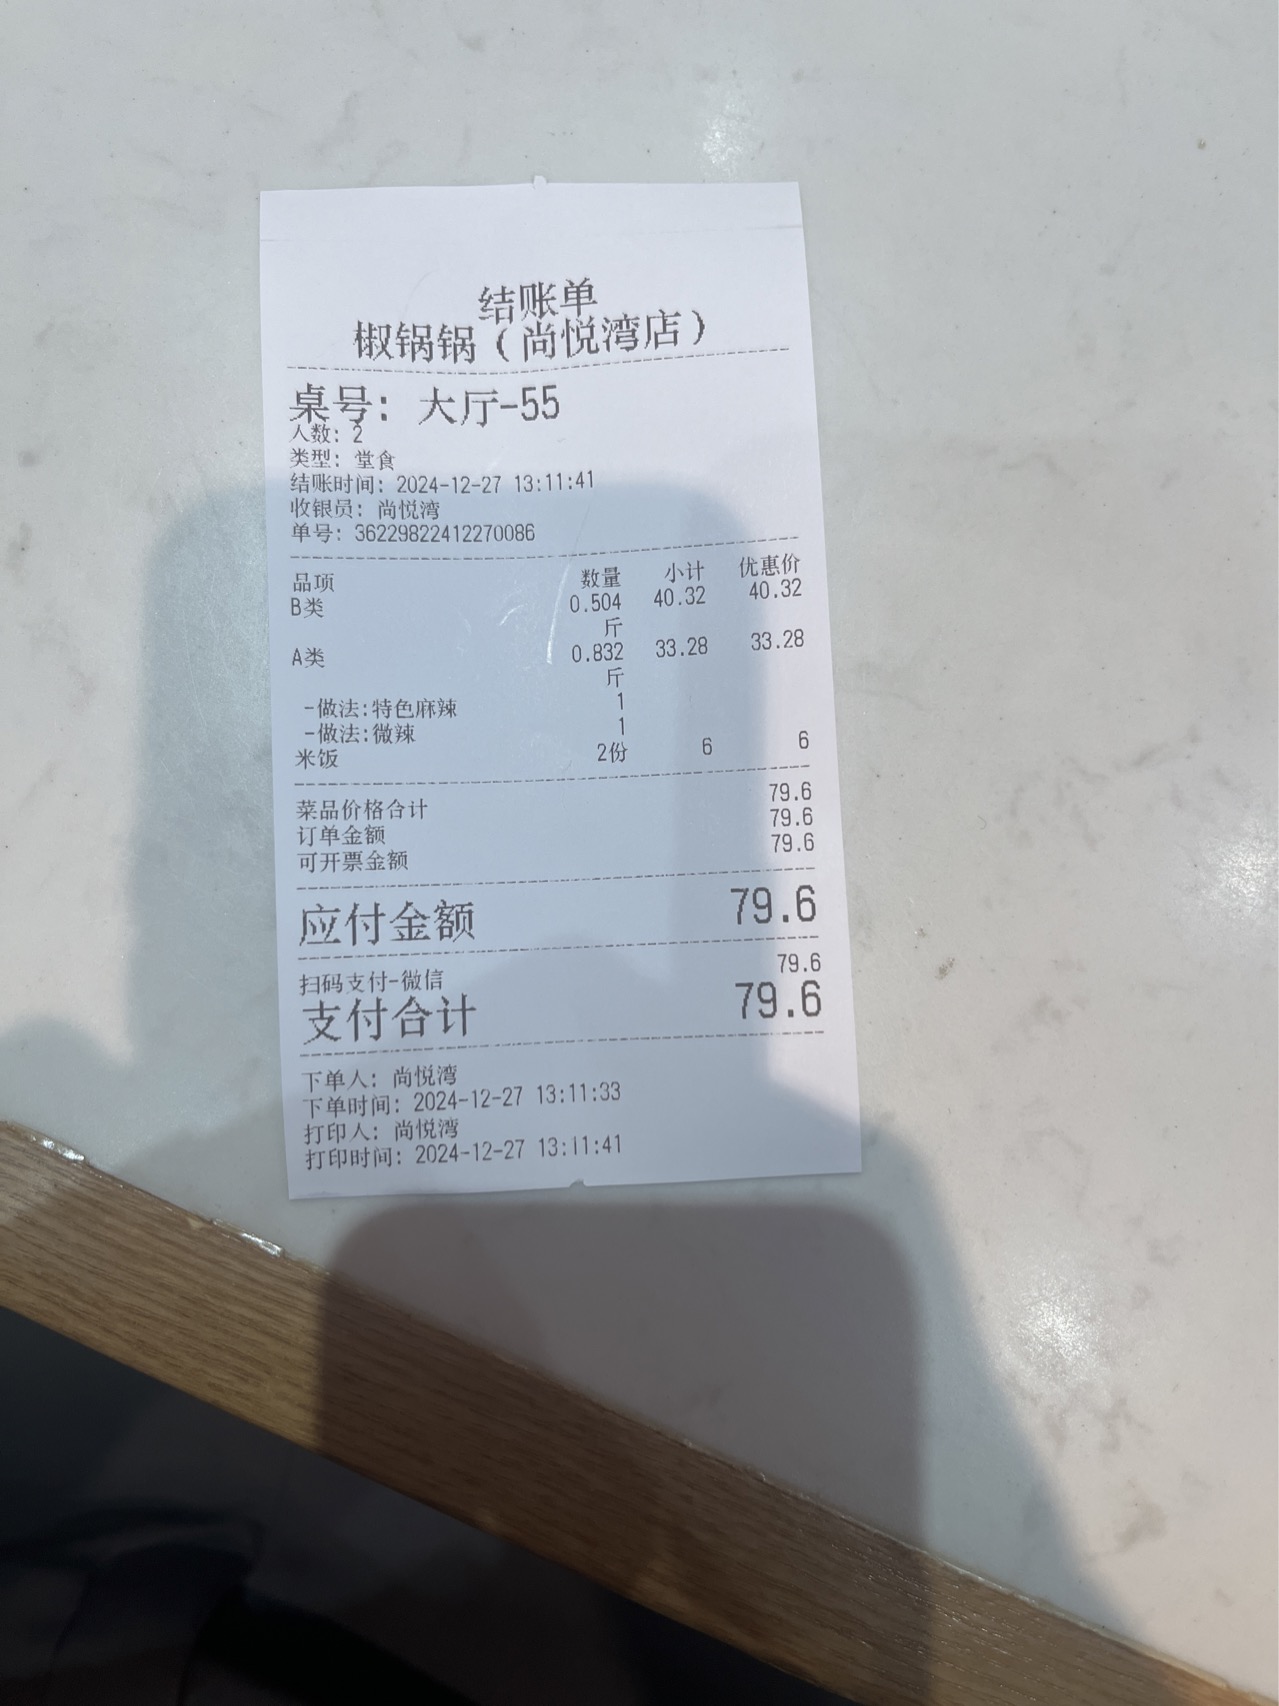 结账单
椒锅锅（尚悦湾店）
桌号: 大厅-55
人数: 2
类型: 堂食
结账时间: 2024-12-27 13:11:41
收银员: 尚悦湾
单号: 36229822412270086
品项 数量 小计 优惠价
B类 0.504 40.32 40.32
斤
A类 0.832 33.28 33.28
斤
-做法:特色麻辣 1
-做法:微辣 1
米饭 2份 6 6
菜品价格合计 79.6
订单金额 79.6
可开票金额 79.6
应付金额 79.6
扫码支付-微信 79.6
支付合计 79.6
下单人: 尚悦湾
下单时间: 2024-12-27 13:11:33
打印人: 尚悦湾
打印时间: 2024-12-27 13:11:41